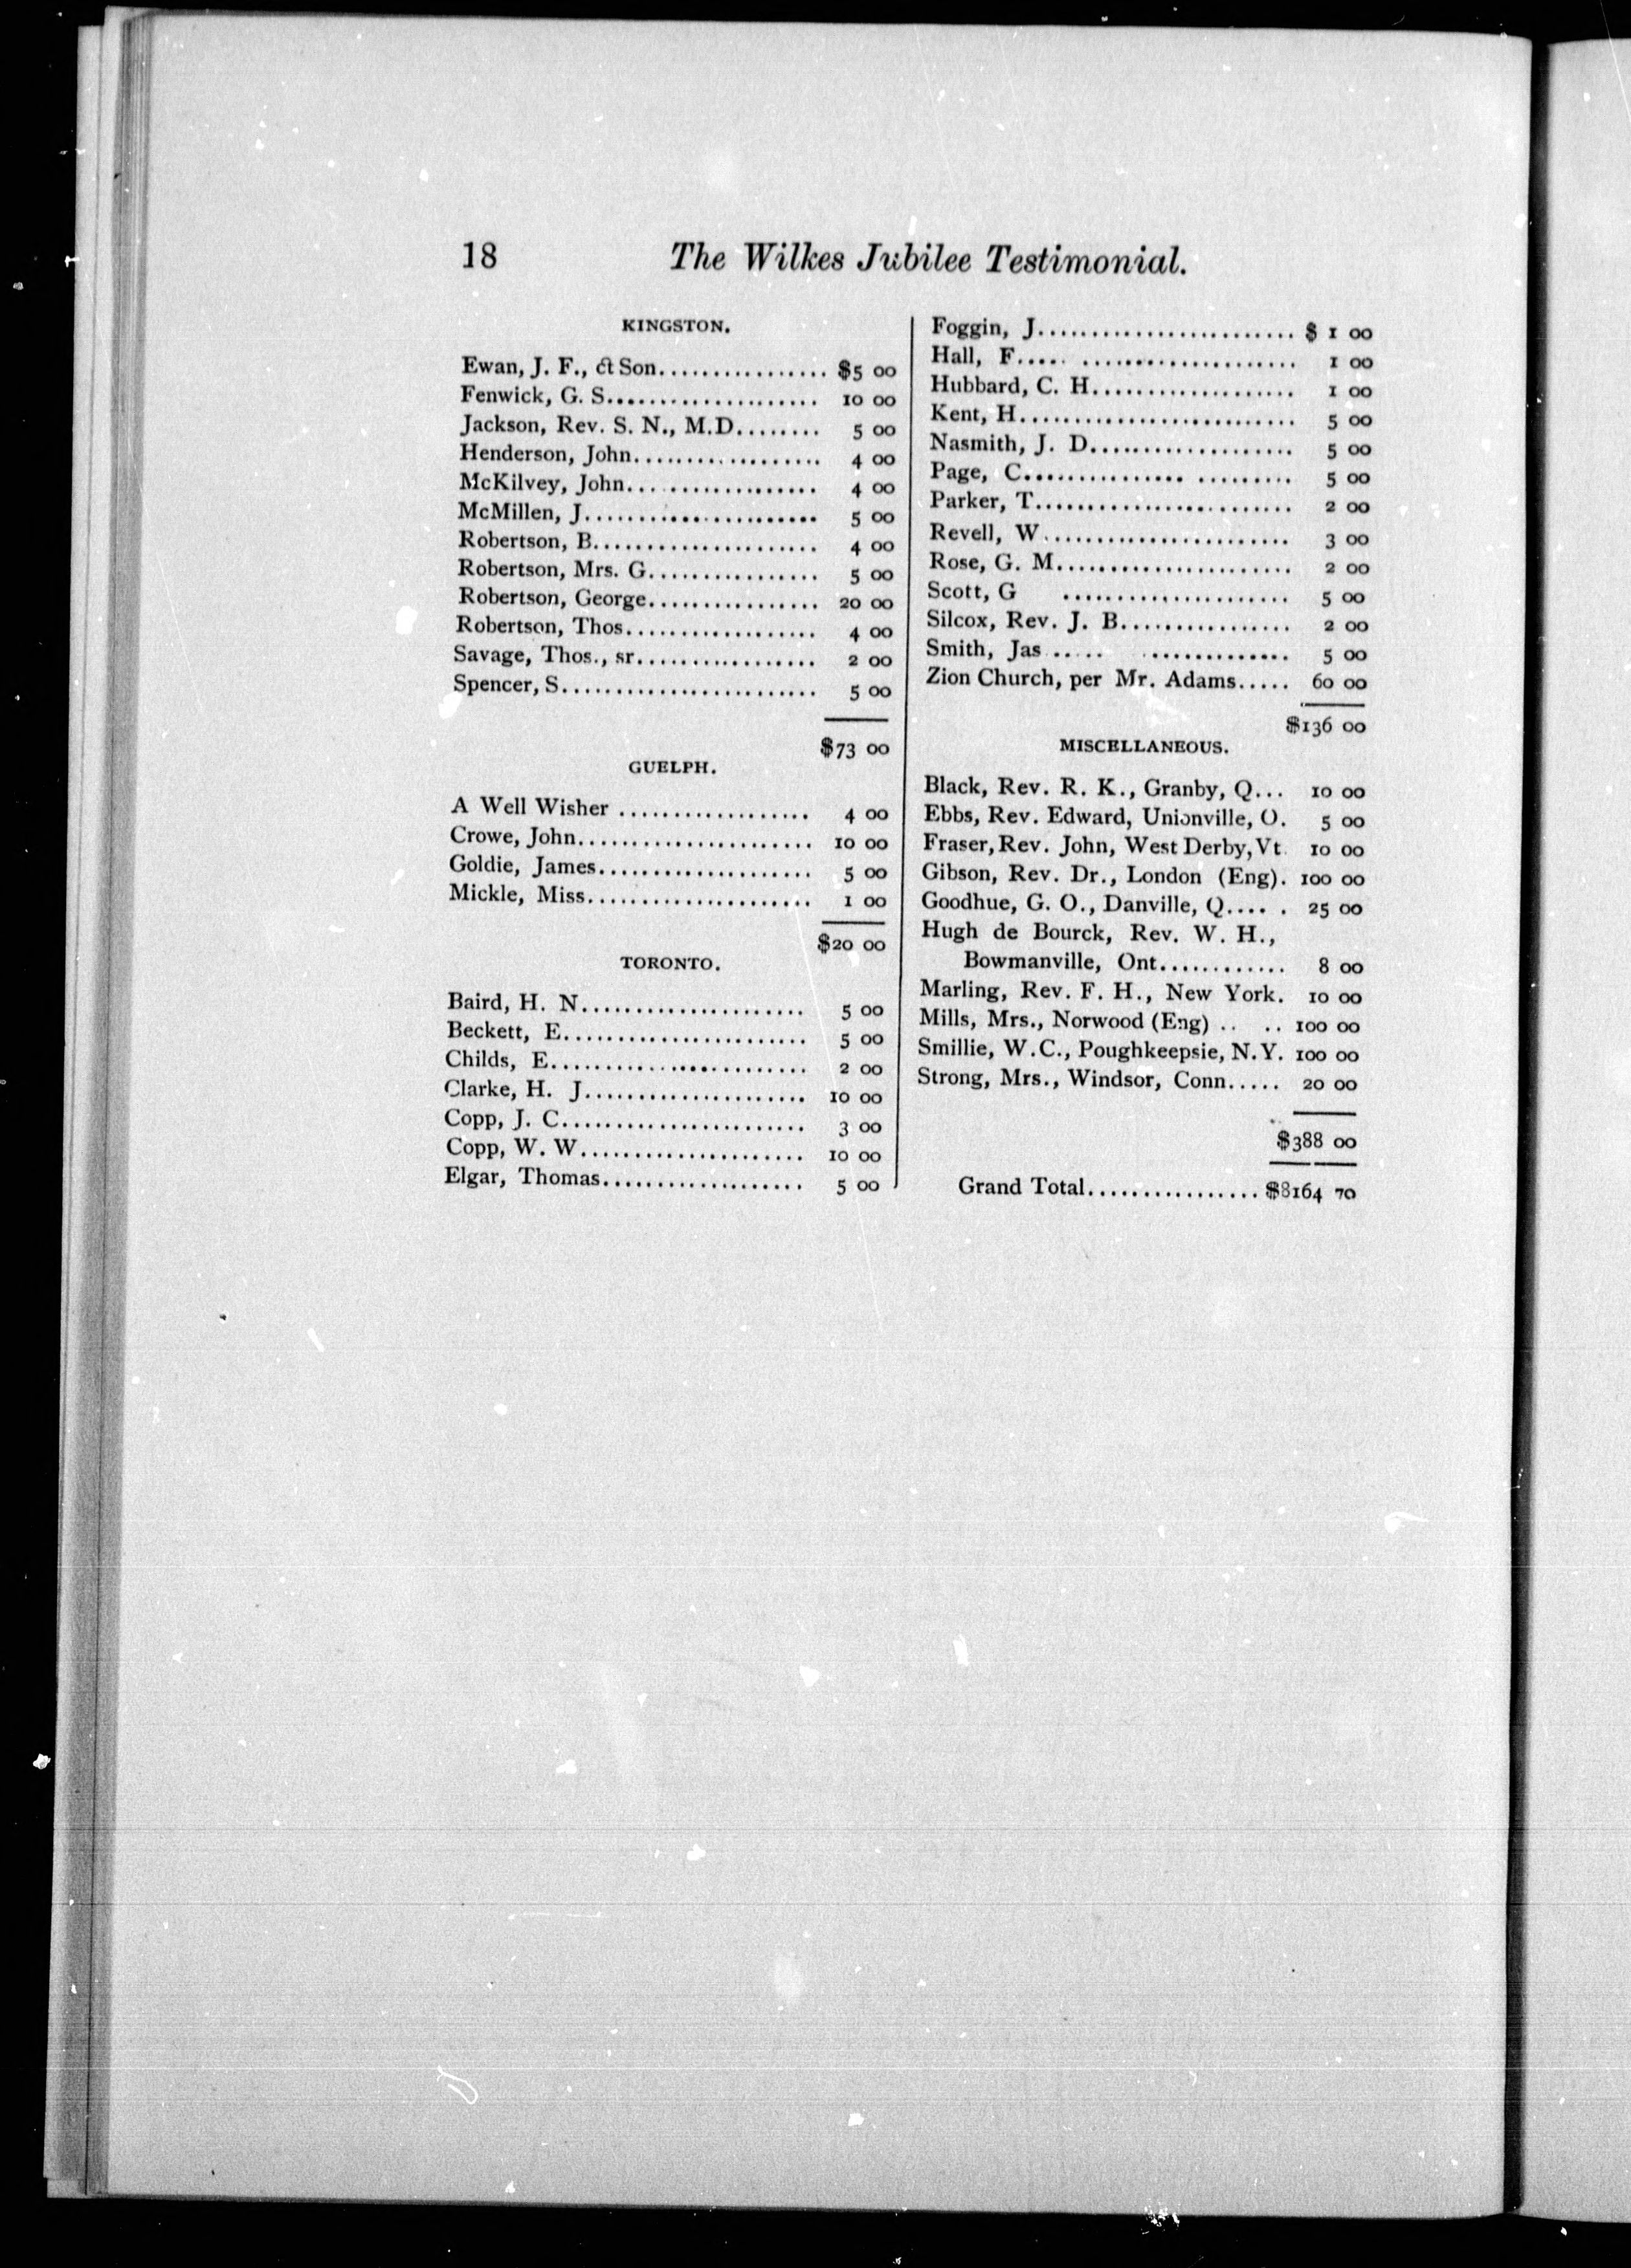 18 The Wilkes Jubilee Testimonial.
KINGSTON.
Ewan, J. F., & Son................ $5 00
Fenwick, G. S.................... 10 00
Jackson, Rev. S. N., M.D........ 5 00
Henderson, John.................. 4 00
McKilvey, John.................. 4 00
McMillen, J...................... 5 00
Robertson, B..................... 4 00
Robertson, Mrs. G................ 5 00
Robertson, George................ 20 00
Robertson, Thos.................. 4 00
Savage, Thos., sr................. 2 00
Spencer, S........................ 5 00
$73 00
GUELPH.
A Well Wisher .................. 4 00
Crowe, John...................... 10 00
Goldie, James.................... 5 00
Mickle, Miss..................... 1 00
$20 00
TORONTO.
Baird, H. N..................... 5 00
Beckett, E....................... 5 00
Childs, E........................ 2 00
Clarke, H. J..................... 10 00
Copp, J. C....................... 3 00
Copp, W. W..................... 10 00
Elgar, Thomas................... 5 00
Foggin, J........................ $ 1 00
Hall, F..... .................... 1 00
Hubbard, C. H................... 1 00
Kent, H.......................... 5 00
Nasmith, J. D................... 5 00
Page, C............... ......... 5 00
Parker, T........................ 2 00
Revell, W....................... 3 00
Rose, G. M...................... 2 00
Scott, G ..................... 5 00
Silcox, Rev. J. B................ 2 00
Smith, Jas ..... ............. 5 00
Zion Church, per Mr. Adams..... 60 00
$136 00
MISCELLANEOUS.
Black, Rev. R. K., Granby, Q... 10 00
Ebbs, Rev. Edward, Unionville, O. 5 00
Fraser, Rev. John, West Derby, Vt. 10 00
Gibson, Rev. Dr., London (Eng). 100 00
Goodhue, G. O., Danville, Q.... . 25 00
Hugh de Bourck, Rev. W. H.,
Bowmanville, Ont............ 8 00
Marling, Rev. F. H., New York. 10 00
Mills, Mrs., Norwood (Eng) .. .. 100 00
Smillie, W.C., Poughkeepsie, N.Y. 100 00
Strong, Mrs., Windsor, Conn..... 20 00
$388 00
Grand Total................ $8164 70